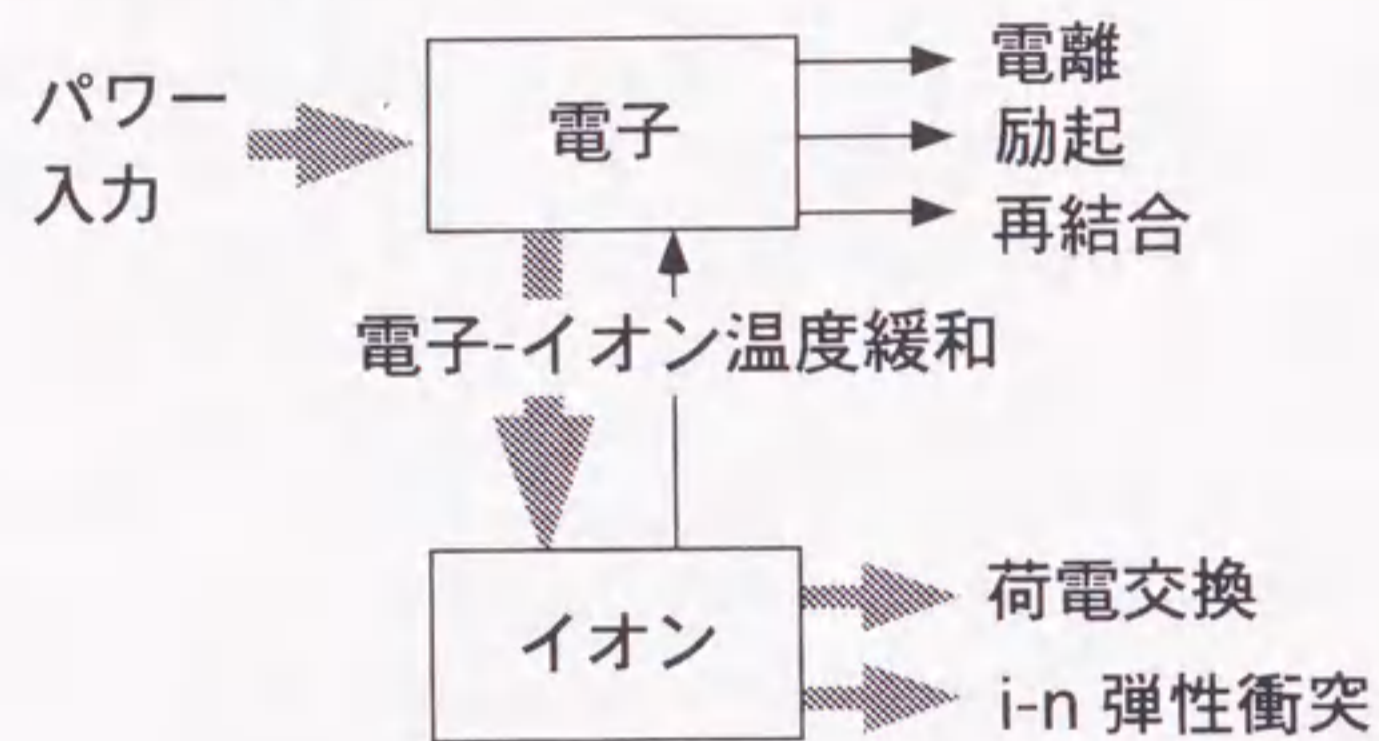 パワー
入力
電子
電離
励起
再結合
電子-イオン温度緩和
イオン
荷電交換
i-n 弾性衝突